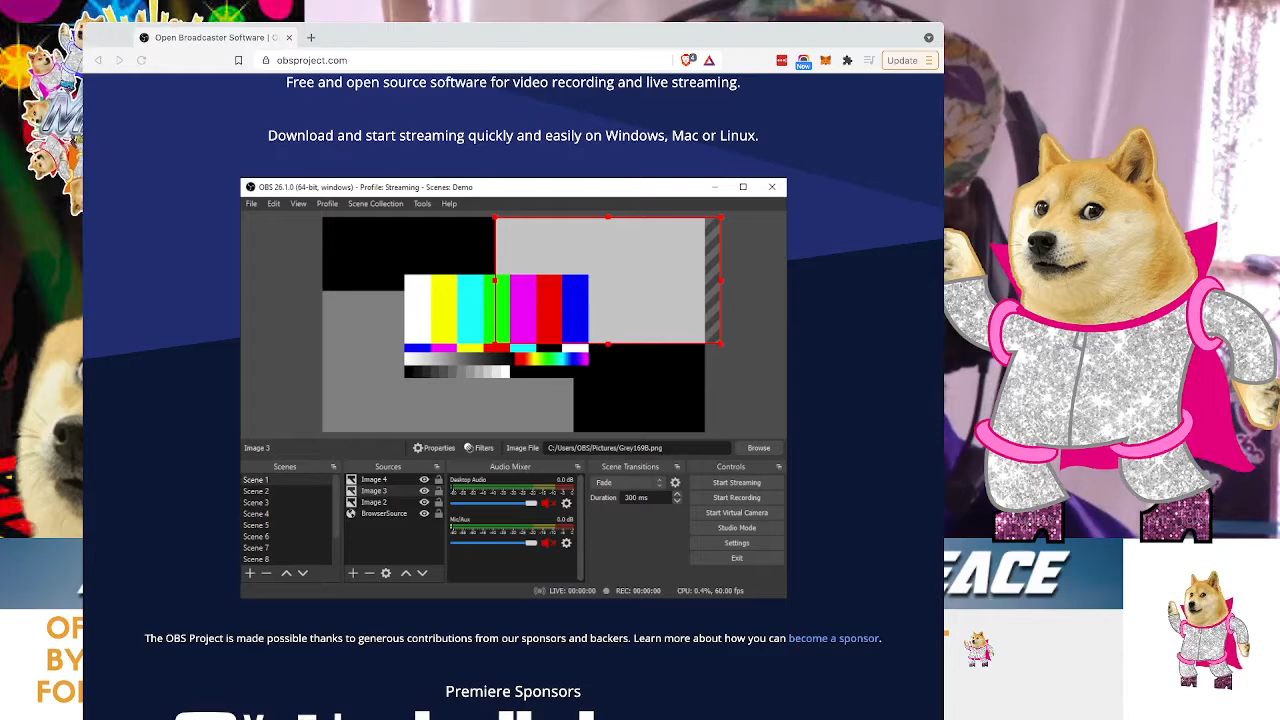 Open Broadcaster Software |
obsproject.com
4
New
Update
Free and open source software for video recording and live streaming.
Download and start streaming quickly and easily on Windows, Mac or Linux.
OBS 26.1.0 (64-bit, windows) - Profile: Streaming - Scenes: Demo
File Edit View Profile Scene Collection Tools Help
Image 3
Properties Filters Image File C:/Users/OBS/Pictures/Grey169B.png Browse
Scenes Sources Audio Mixer Scene Transitions Controls
Scene 1
Scene 2
Scene 3
Scene 4
Scene 5
Scene 6
Scene 7
Scene 8
Image 4
Image 3
Image 2
BrowserSource
Desktop Audio 0.0 dB
Mic/Aux 0.0 dB
Fade
Duration 300 ms
Start Streaming
Start Recording
Start Virtual Camera
Studio Mode
Settings
Exit
LIVE: 00:00:00 REC: 00:00:00 CPU: 0.4%, 60.00 fps
The OBS Project is made possible thanks to generous contributions from our sponsors and backers. Learn more about how you can become a sponsor.
Premiere Sponsors
EACE
OF
BY
FO